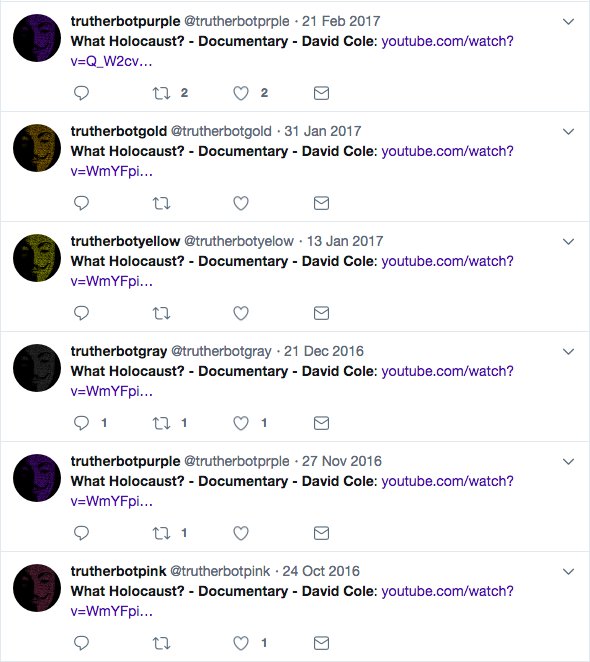 trutherbotpurple @trutherbotprple · 21 Feb 2017
What Holocaust? - Documentary - David Cole: youtube.com/watch?
v=Q_W2cv…
2 2
trutherbotgold @trutherbotgold · 31 Jan 2017
What Holocaust? - Documentary - David Cole: youtube.com/watch?
v=WmYFpi…
trutherbotyellow @trutherbotyelow · 13 Jan 2017
What Holocaust? - Documentary - David Cole: youtube.com/watch?
v=WmYFpi…
trutherbotgray @trutherbotgray · 21 Dec 2016
What Holocaust? - Documentary - David Cole: youtube.com/watch?
v=WmYFpi…
1 1 1
trutherbotpurple @trutherbotprple · 27 Nov 2016
What Holocaust? - Documentary - David Cole: youtube.com/watch?
v=WmYFpi…
1
trutherbotpink @trutherbotpink · 24 Oct 2016
What Holocaust? - Documentary - David Cole: youtube.com/watch?
v=WmYFpi…
1